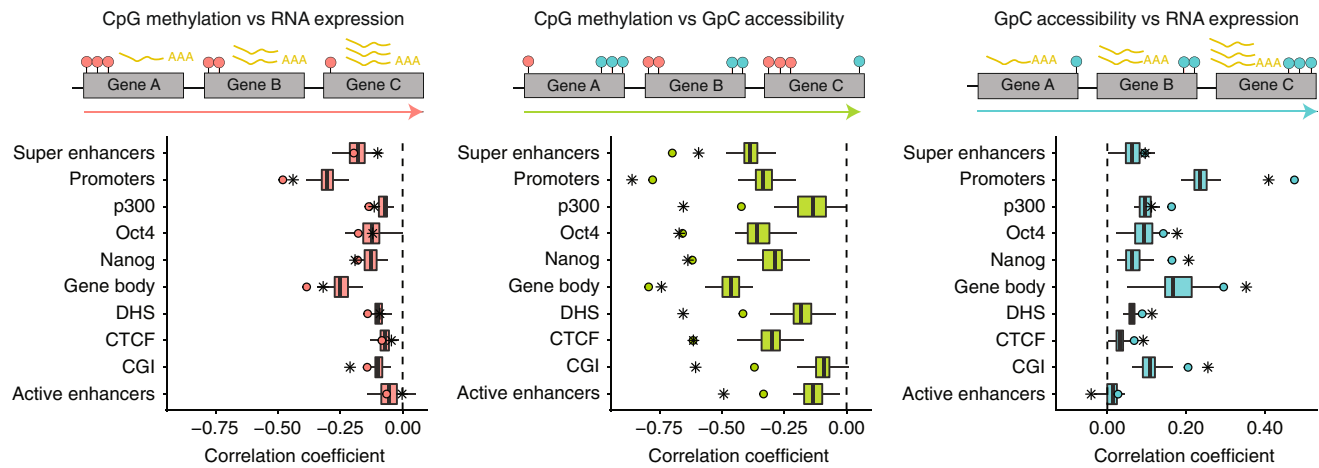 CpG methylation vs RNA expression
AAA
AAA
AAA
Gene A
Gene B
Gene C
Super enhancers
Promoters
p300
Oct4
Nanog
Gene body
DHS
CTCF
CGI
Active enhancers
−0.75
−0.50
−0.25
0.00
Correlation coefficient
CpG methylation vs GpC accessibility
Gene A
Gene B
Gene C
Super enhancers
Promoters
p300
Oct4
Nanog
Gene body
DHS
CTCF
CGI
Active enhancers
−0.75
−0.50
−0.25
0.00
Correlation coefficient
GpC accessibility vs RNA expression
AAA
AAA
AAA
Gene A
Gene B
Gene C
Super enhancers
Promoters
p300
Oct4
Nanog
Gene body
DHS
CTCF
CGI
Active enhancers
0.00
0.20
0.40
Correlation coefficient